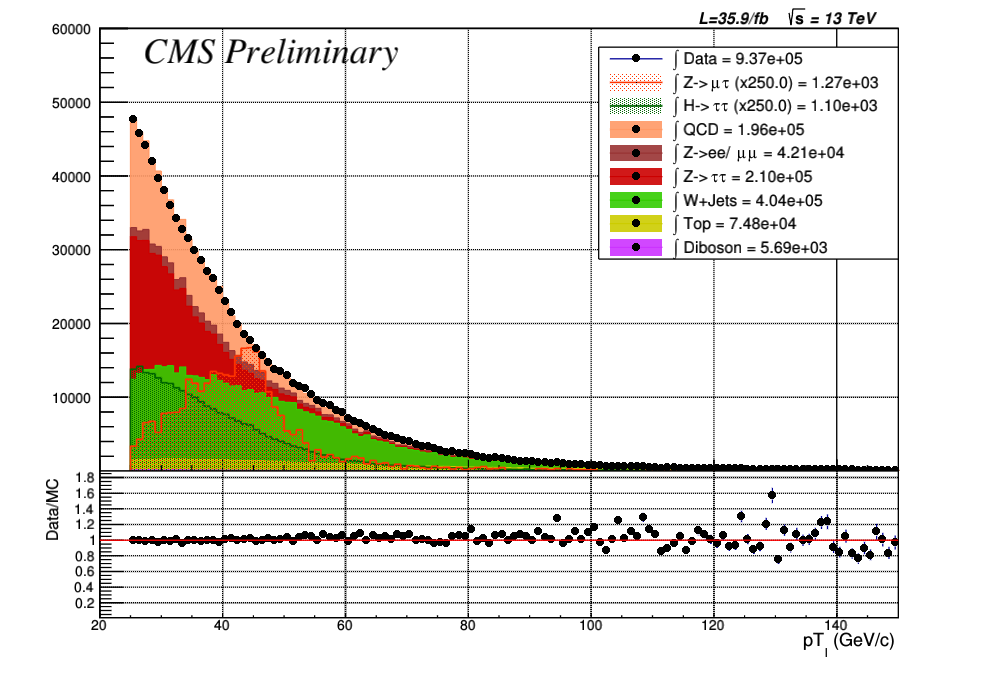 L=35.9/fb √s = 13 TeV
CMS Preliminary
60000
50000
40000
30000
20000
10000
∫ Data = 9.37e+05
∫ Z-> μτ (x250.0) = 1.27e+03
∫ H-> ττ (x250.0) = 1.10e+03
∫ QCD = 1.96e+05
∫ Z->ee/ μμ = 4.21e+04
∫ Z-> ττ = 2.10e+05
∫ W+Jets = 4.04e+05
∫ Top = 7.48e+04
∫ Diboson = 5.69e+03
Data/MC
1.8
1.6
1.4
1.2
1
0.8
0.6
0.4
0.2
20 40 60 80 100 120 140
pT_l (GeV/c)